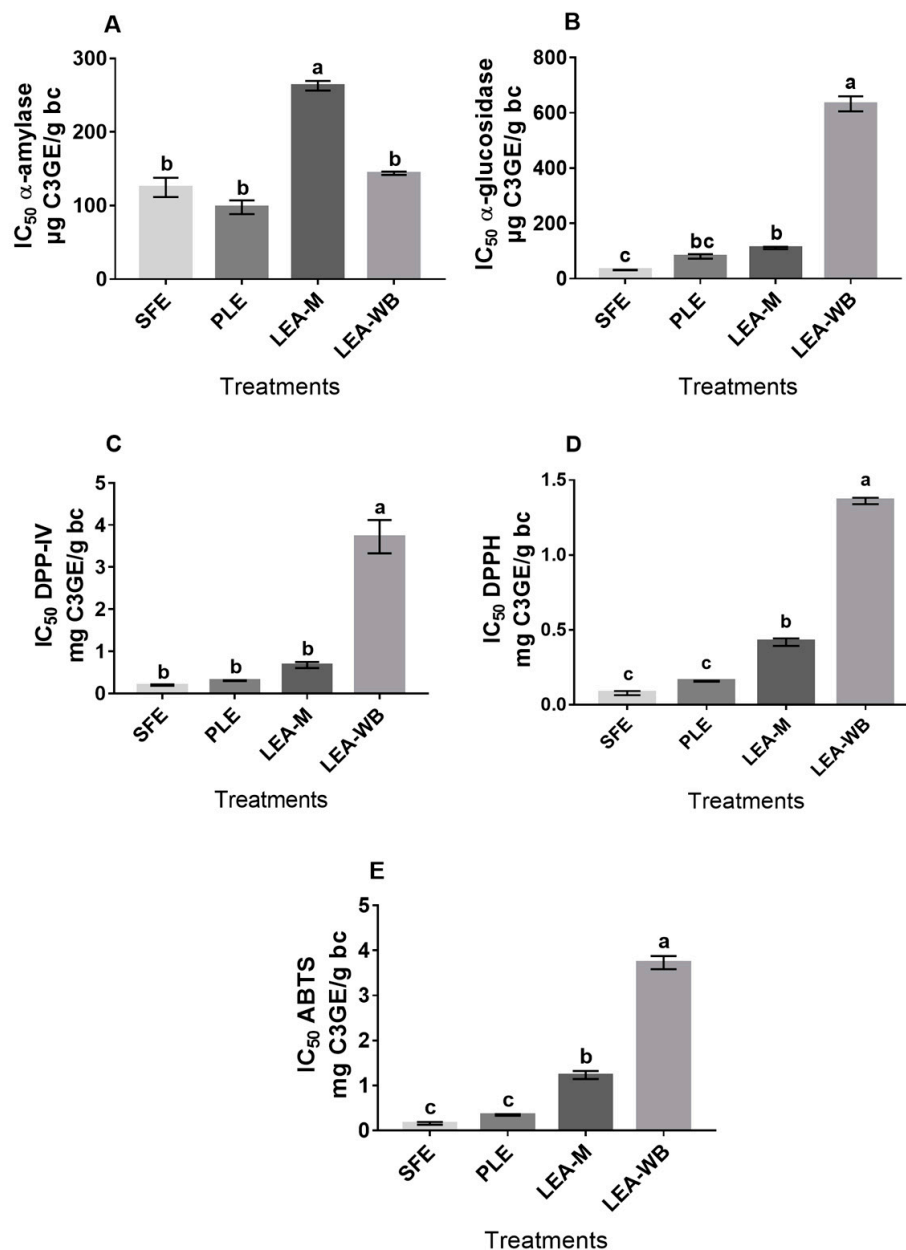 A
IC50 α-amylase
µg C3GE/g bc
300
200
100
0
b
b
a
b
SFE
PLE
LEA-M
LEA-WB
Treatments
B
IC50 α-glucosidase
µg C3GE/g bc
800
600
400
200
0
c
bc
b
a
SFE
PLE
LEA-M
LEA-WB
Treatments
C
IC50 DPP-IV
mg C3GE/g bc
5
4
3
2
1
0
b
b
b
a
SFE
PLE
LEA-M
LEA-WB
Treatments
D
IC50 DPPH
mg C3GE/g bc
1.5
1.0
0.5
0.0
c
c
b
a
SFE
PLE
LEA-M
LEA-WB
Treatments
E
IC50 ABTS
mg C3GE/g bc
5
4
3
2
1
0
c
c
b
a
SFE
PLE
LEA-M
LEA-WB
Treatments